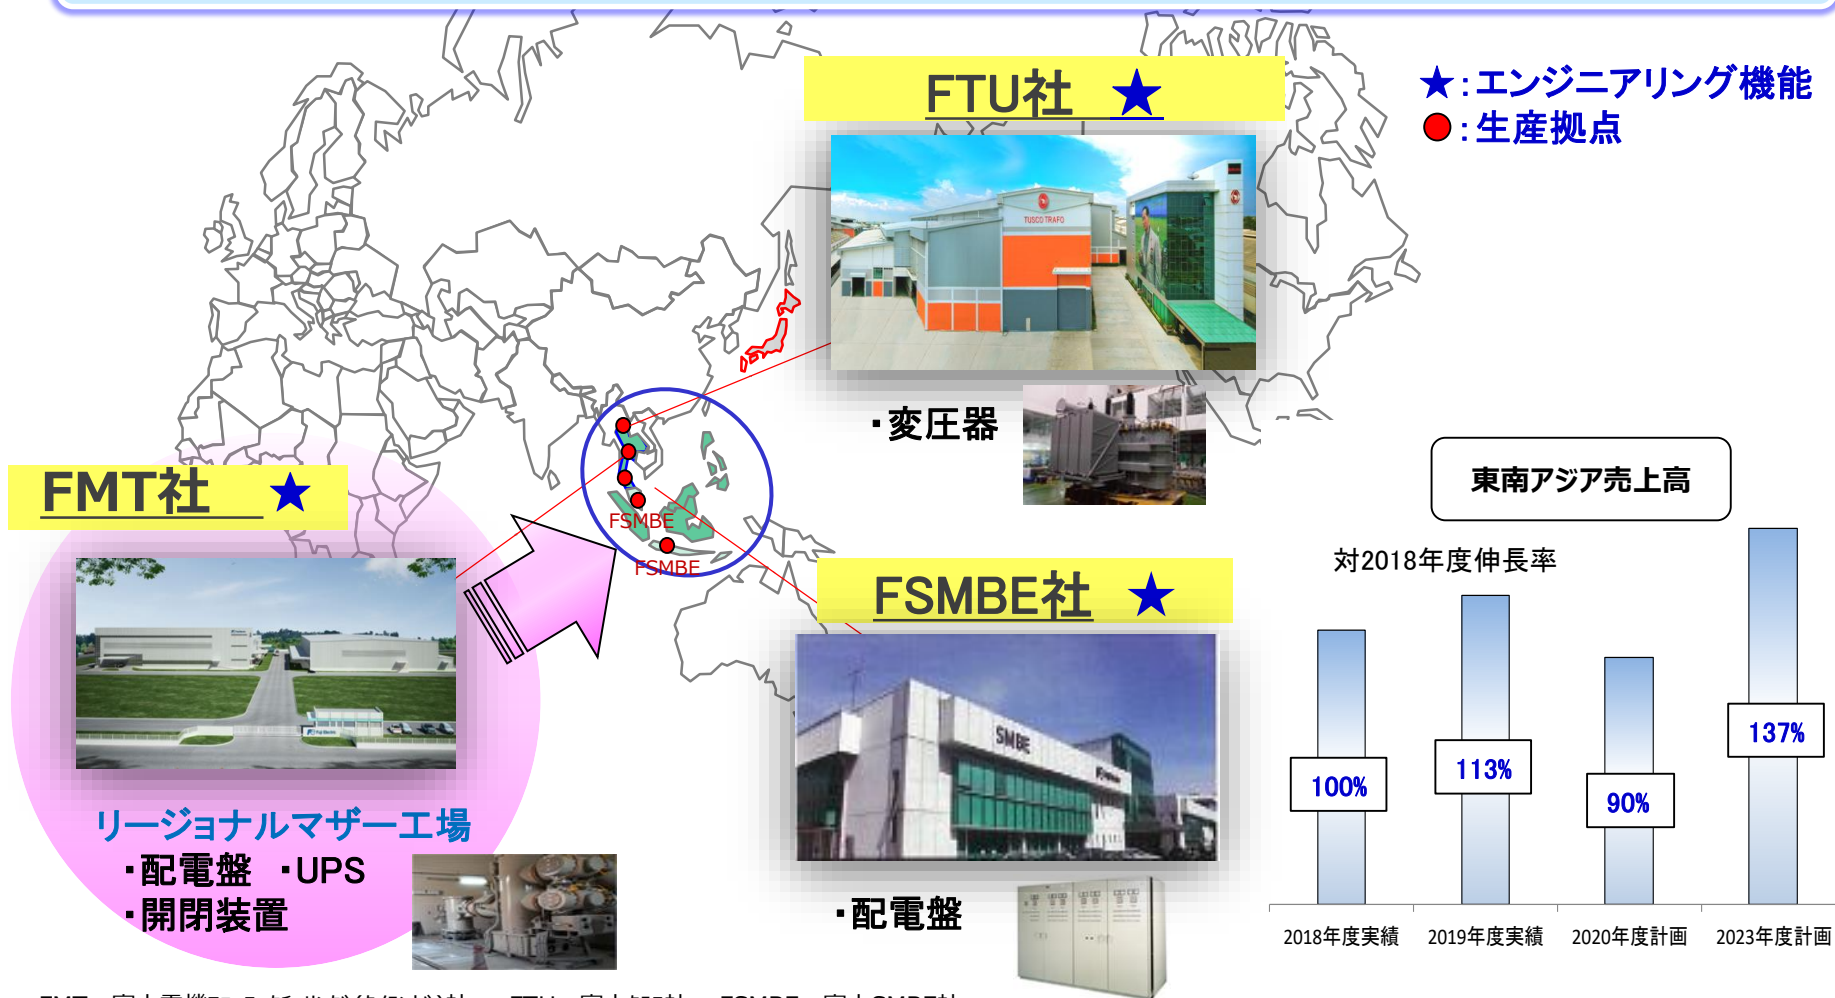 FTU社 ★
★：エンジニアリング機能
●：生産拠点
TUSCO TRAFO
・変圧器
FMT社 ★
FSMBE
FSMBE
リージョナルマザー工場
・配電盤 ・UPS
・開閉装置
FSMBE社 ★
SMBE
・配電盤
東南アジア売上高
対2018年度伸長率
100%
113%
90%
137%
2018年度実績 2019年度実績 2020年度計画 2023年度計画